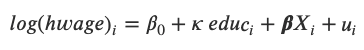 log(hwage)ᵢ = β₀ + κ educᵢ + βXᵢ + uᵢ